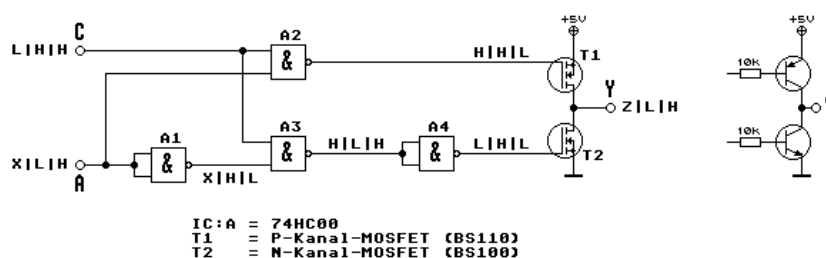 +5V
+5V
C
A2
L|H|H
&
H|H|L
T1
10k
Y
Z|L|H
A1
A3
H|L|H
A4
L|H|L
10k
&
&
&
T2
X|L|H
A
X|H|L
IC:A = 74HC00
T1 = P-Kanal-MOSFET (BS110)
T2 = N-Kanal-MOSFET (BS100)